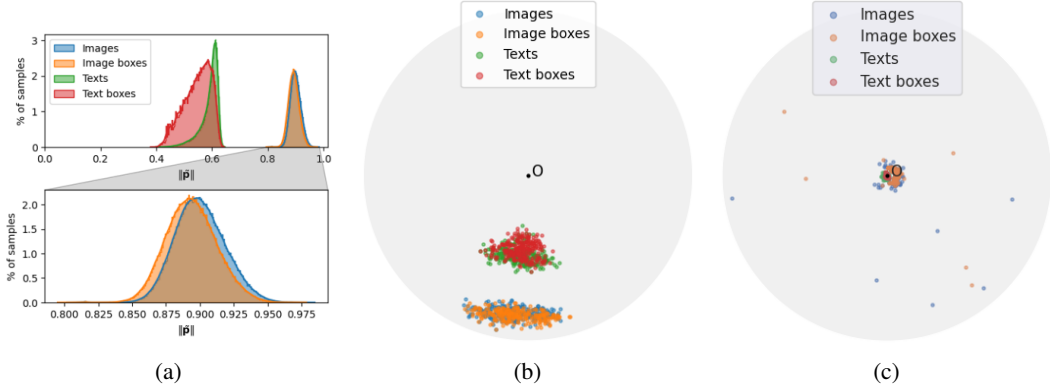 % of samples
3
2
1
0
Images
Image boxes
Texts
Text boxes
0.0 0.2 0.4 0.6 0.8 1.0
‖p̃‖
% of samples
2.0
1.5
1.0
0.5
0.0
0.800 0.825 0.850 0.875 0.900 0.925 0.950 0.975
‖p̃‖
(a)
Images
Image boxes
Texts
Text boxes
O
(b)
Images
Image boxes
Texts
Text boxes
O
(c)